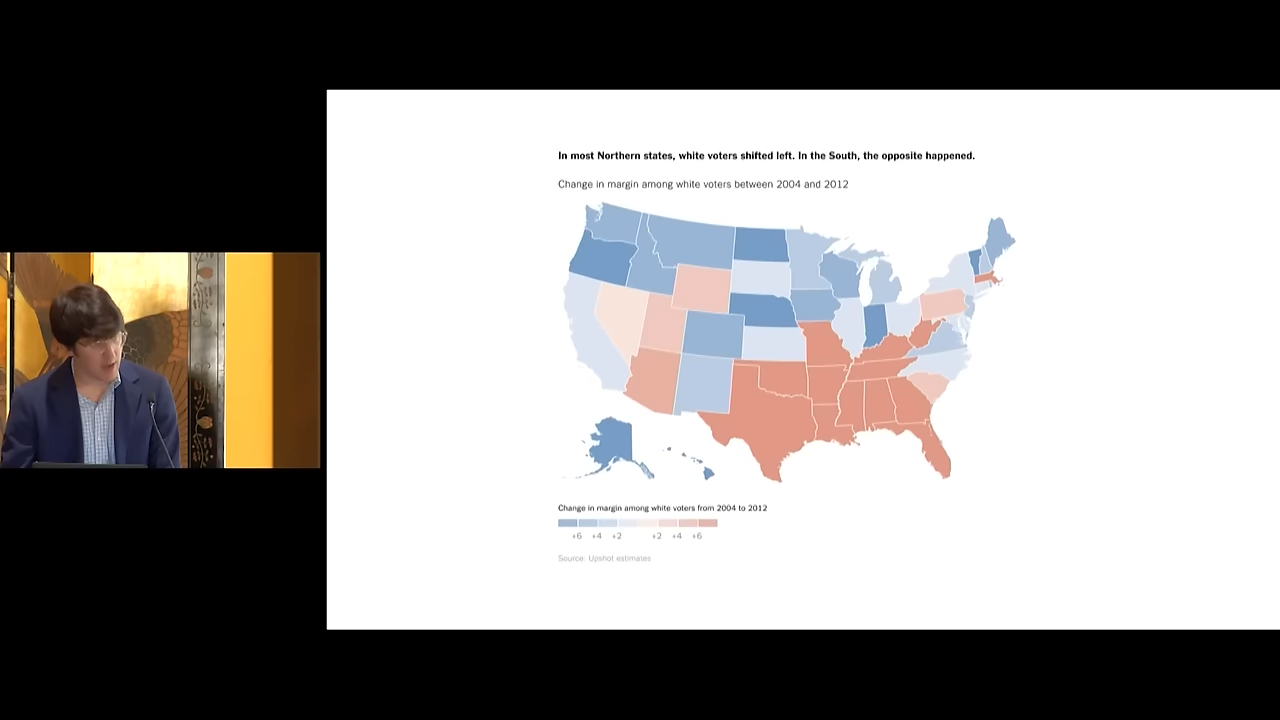 In most Northern states, white voters shifted left. In the South, the opposite happened.
Change in margin among white voters between 2004 and 2012
Change in margin among white voters from 2004 to 2012
+6 +4 +2 +2 +4 +6
Source: Upshot estimates